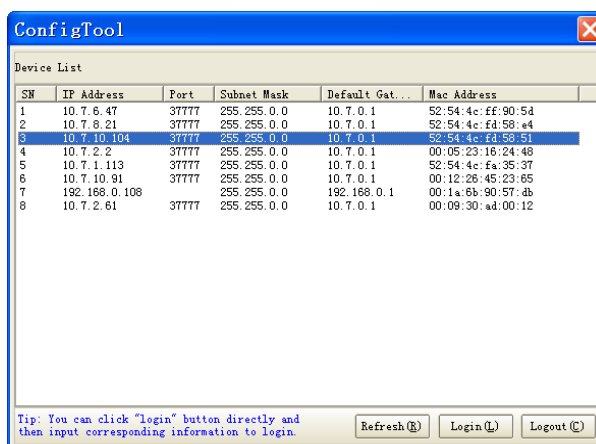 ConfigTool
Device List
SN IP Address Port Subnet Mask Default Gat... Mac Address
1 10.7.6.47 37777 255.255.0.0 10.7.0.1 52:54:4c:ff:90:5d
2 10.7.8.21 37777 255.255.0.0 10.7.0.1 52:54:4c:fd:58:e4
3 10.7.10.104 37777 255.255.0.0 10.7.0.1 52:54:4c:fd:58:51
4 10.7.2.2 37777 255.255.0.0 10.7.0.1 00:05:23:16:24:48
5 10.7.1.113 37777 255.255.0.0 10.7.0.1 52:54:4c:fa:35:37
6 10.7.10.91 37777 255.255.0.0 10.7.0.1 00:12:26:45:23:65
7 192.168.0.108 255.255.0.0 192.168.0.1 00:1a:6b:90:57:db
8 10.7.2.61 37777 255.255.0.0 10.7.0.1 00:09:30:ad:00:12
Tip: You can click "login" button directly and
then input corresponding information to login.
Refresh(R) Login(L) Logout(C)